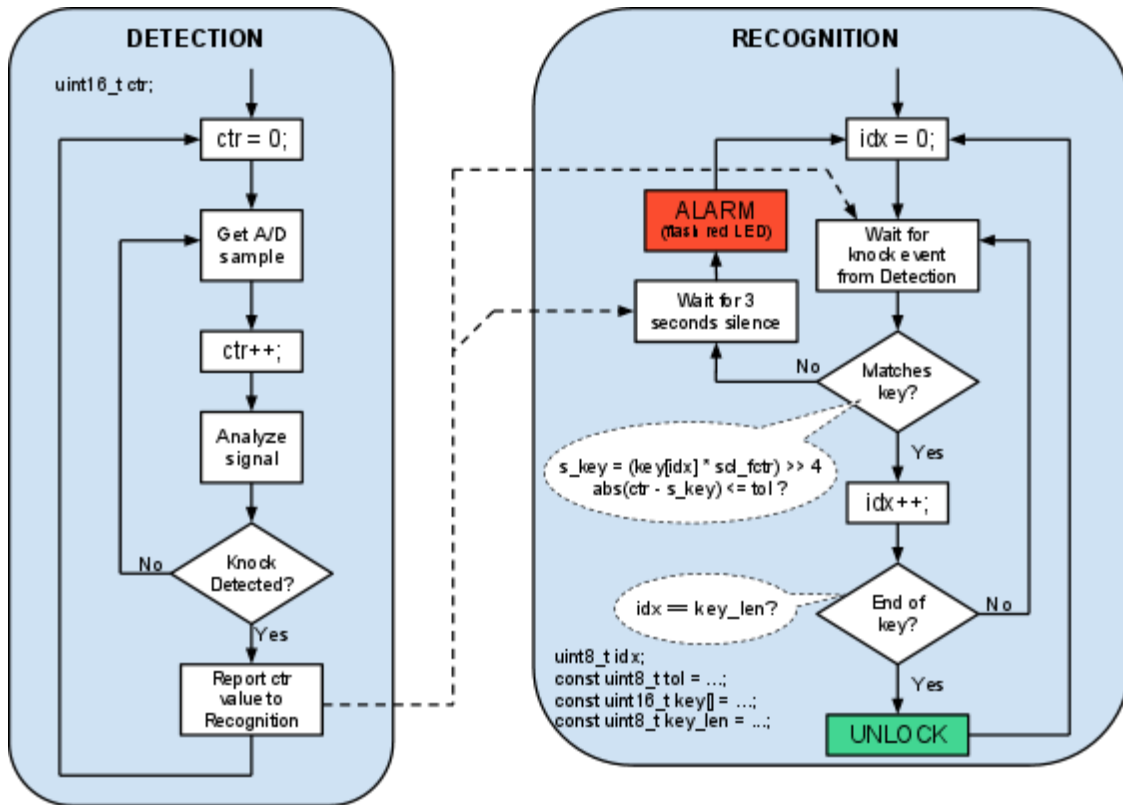 DETECTION
uint16_t ctr;
ctr = 0;
Get A/D
sample
ctr++;
Analyze
signal
No
Knock
Detected?
Yes
Report ctr
value to
Recognition
RECOGNITION
idx = 0;
ALARM
(flash red LED)
Wait for
knock event
from Detection
Wait for 3
seconds silence
No
Matches
key?
s_key = (key[idx] * scl_fctr) >> 4
abs(ctr - s_key) <= tol ?
Yes
idx++;
idx == key_len?
End of
key?
No
uint8_t idx;
const uint8_t tol = ...;
const uint16_t key[] = ...;
const uint8_t key_len = ...;
Yes
UNLOCK